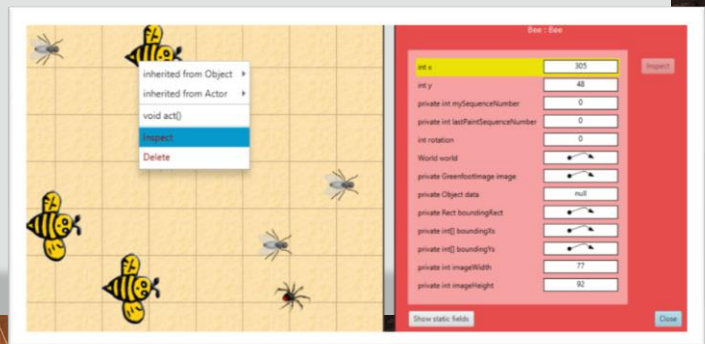 inherited from Object
inherited from Actor
void act()
Inspect
Delete
Bee : Bee
int x 305
Inspect
int y 48
private int mySequenceNumber 0
private int lastPaintSequenceNumber 0
int rotation 0
World world
private GreenfootImage image
private Object data null
private Rect boundingRect
private int[] boundingXs
private int[] boundingYs
private int imageWidth 77
private int imageHeight 92
Show static fields
Close